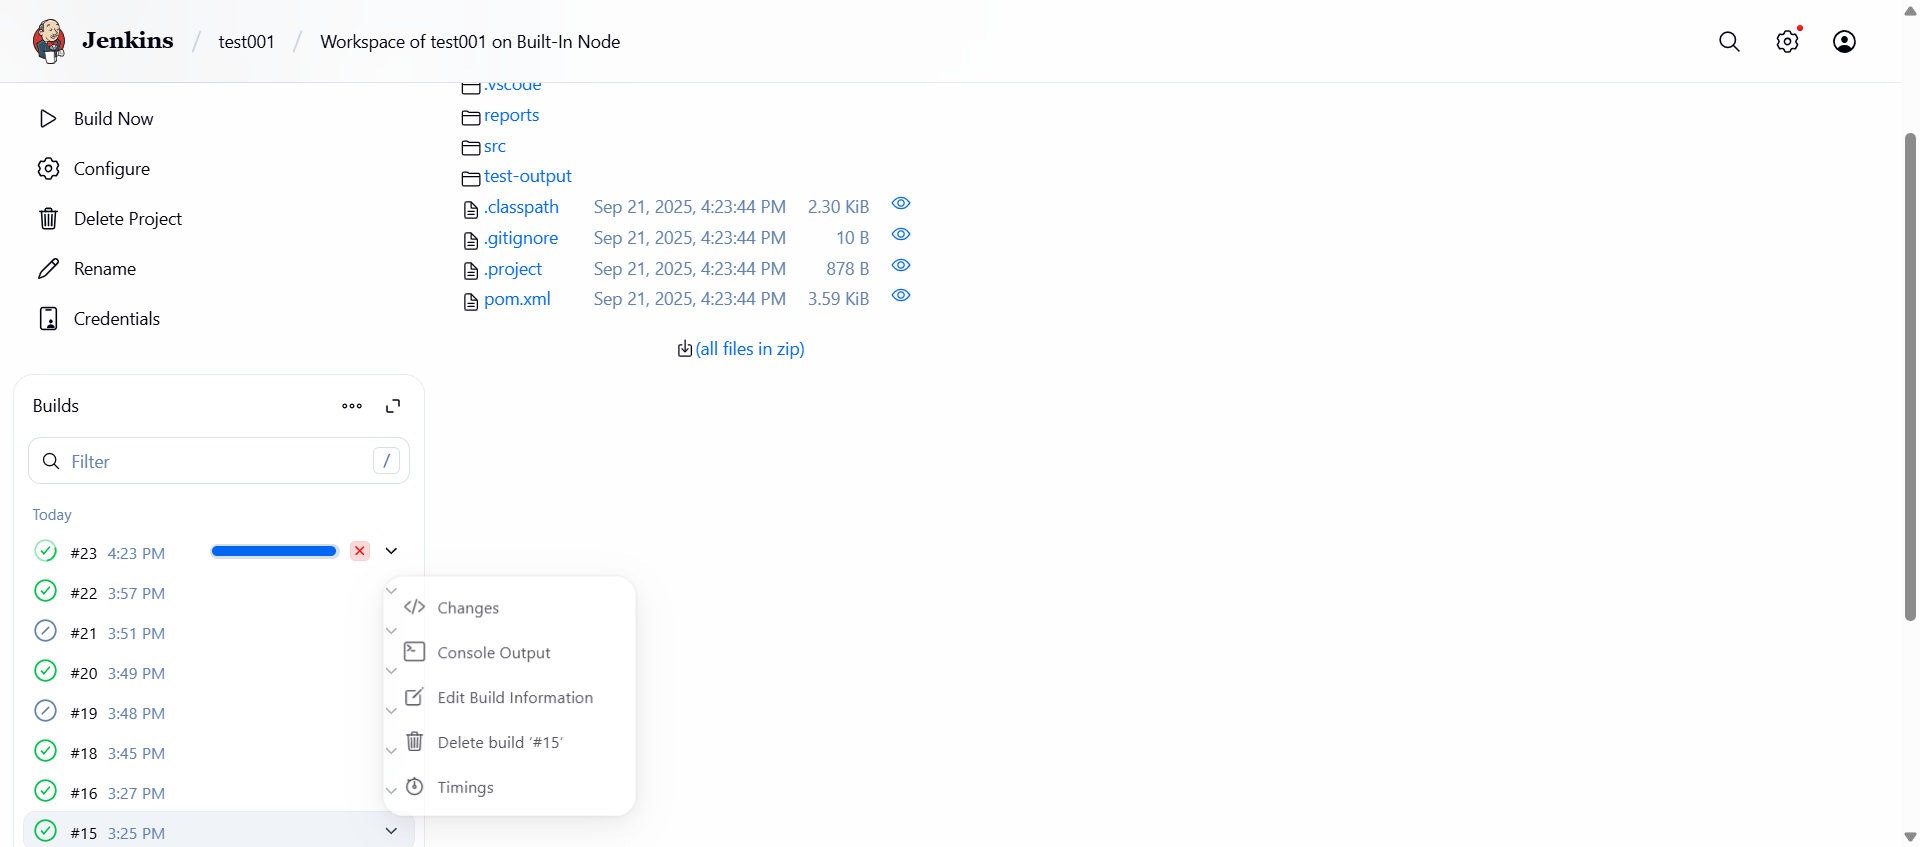 Jenkins / test001 / Workspace of test001 on Built-In Node
.vscode
reports
src
test-output
.classpath Sep 21, 2025, 4:23:44 PM 2.30 KiB
.gitignore Sep 21, 2025, 4:23:44 PM 10 B
.project Sep 21, 2025, 4:23:44 PM 878 B
pom.xml Sep 21, 2025, 4:23:44 PM 3.59 KiB
(all files in zip)
Build Now
Configure
Delete Project
Rename
Credentials
Builds
Filter /
Today
#23 4:23 PM
#22 3:57 PM
#21 3:51 PM
#20 3:49 PM
#19 3:48 PM
#18 3:45 PM
#16 3:27 PM
#15 3:25 PM
Changes
Console Output
Edit Build Information
Delete build ‘#15’
Timings